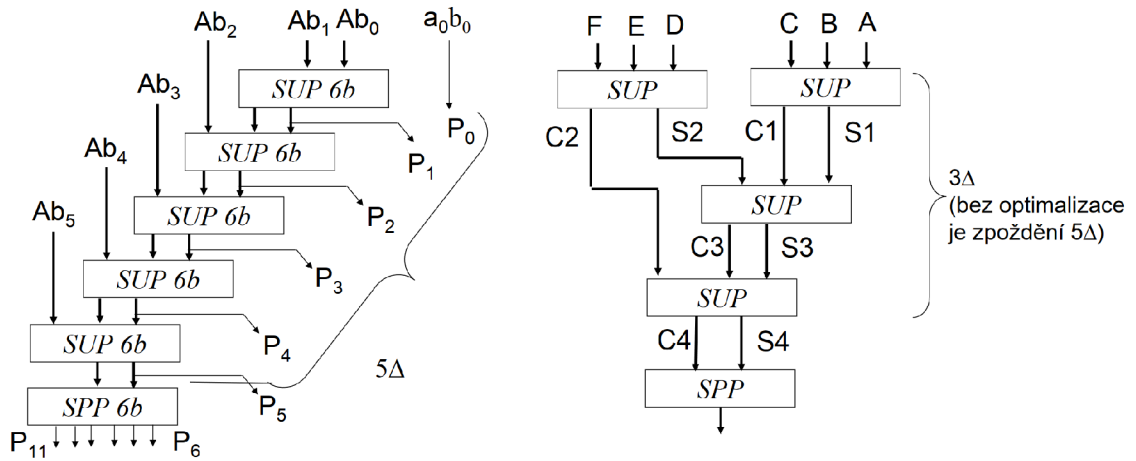 Ab₂ Ab₁ Ab₀ a₀b₀
SUP 6b
Ab₃
P₀
SUP 6b
P₁
Ab₄
SUP 6b
P₂
Ab₅
SUP 6b
P₃
SUP 6b
P₄
5Δ
SPP 6b
P₅
P₁₁ P₆
F E D C B A
SUP SUP
C2 S2 C1 S1
SUP
3Δ
(bez optimalizace
je zpoždění 5Δ)
C3 S3
SUP
C4 S4
SPP